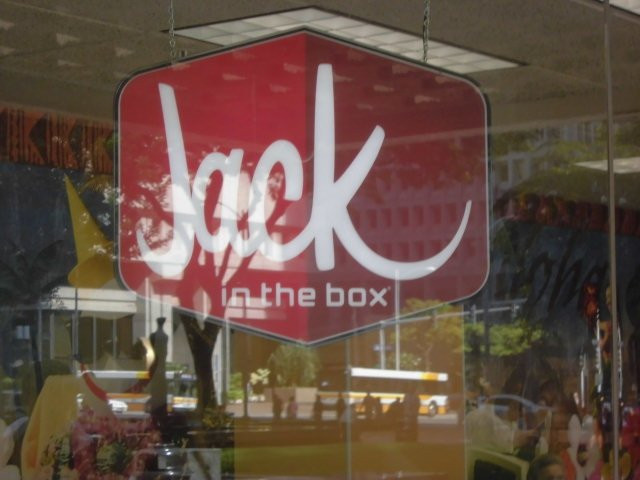 Jack
in the box